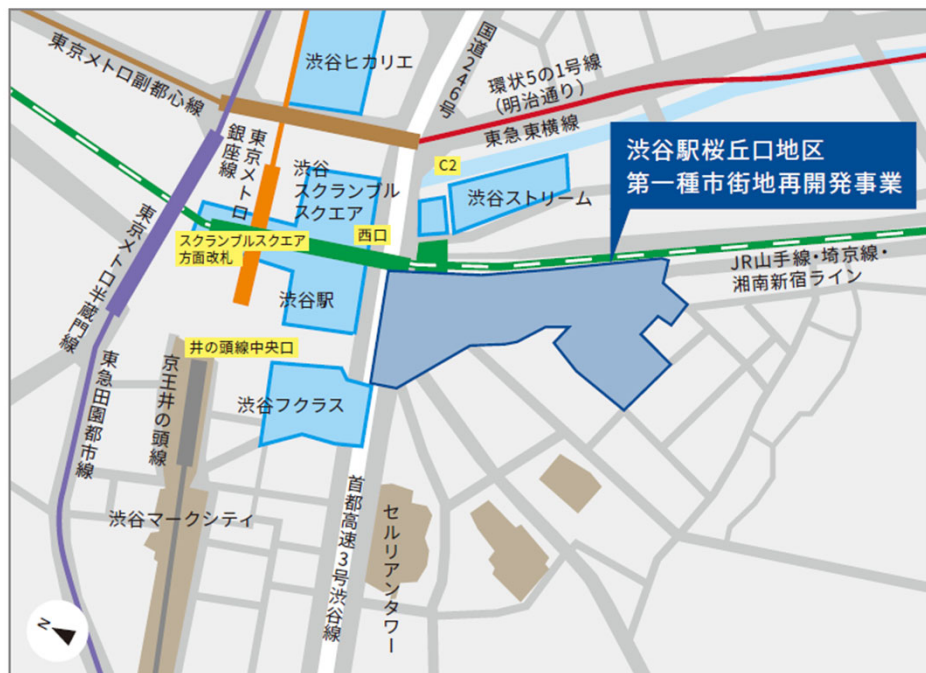 渋谷ヒカリエ
国道246号
東京メトロ副都心線
環状5の1号線
(明治通り)
東急東横線
東京メトロ
銀座線
渋谷
スクランブル
スクエア
C2
渋谷ストリーム
渋谷駅桜丘口地区
第一種市街地再開発事業
スクランブルスクエア
方面改札
西口
JR山手線・埼京線・
湘南新宿ライン
東京メトロ半蔵門線
渋谷駅
井の頭線中央口
東急田園都市線
京王井の頭線
渋谷フクラス
渋谷マークシティ
首都高速3号渋谷線
セルリアンタワー
N